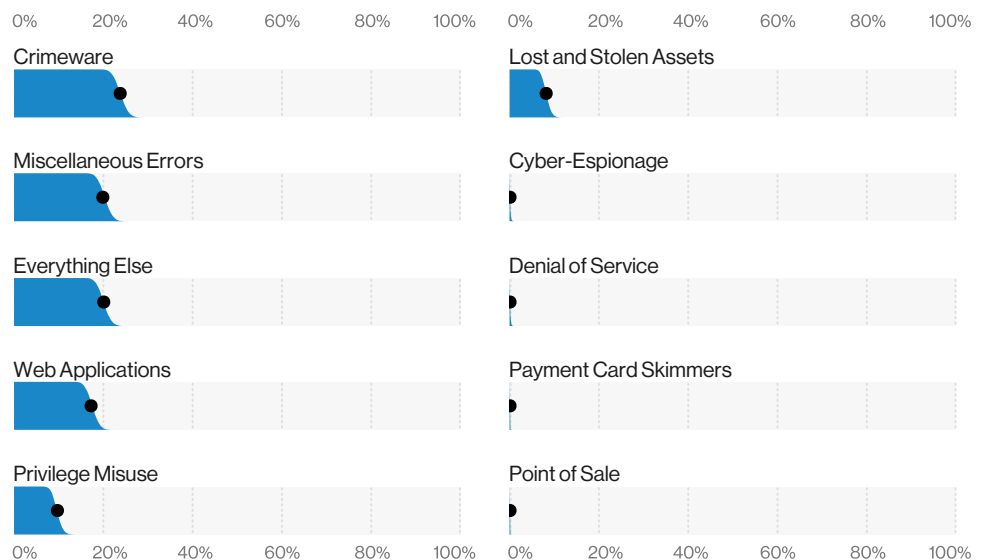 0% 20% 40% 60% 80% 100%
0% 20% 40% 60% 80% 100%
Crimeware
Lost and Stolen Assets
Miscellaneous Errors
Cyber-Espionage
Everything Else
Denial of Service
Web Applications
Payment Card Skimmers
Privilege Misuse
Point of Sale
0% 20% 40% 60% 80% 100%
0% 20% 40% 60% 80% 100%